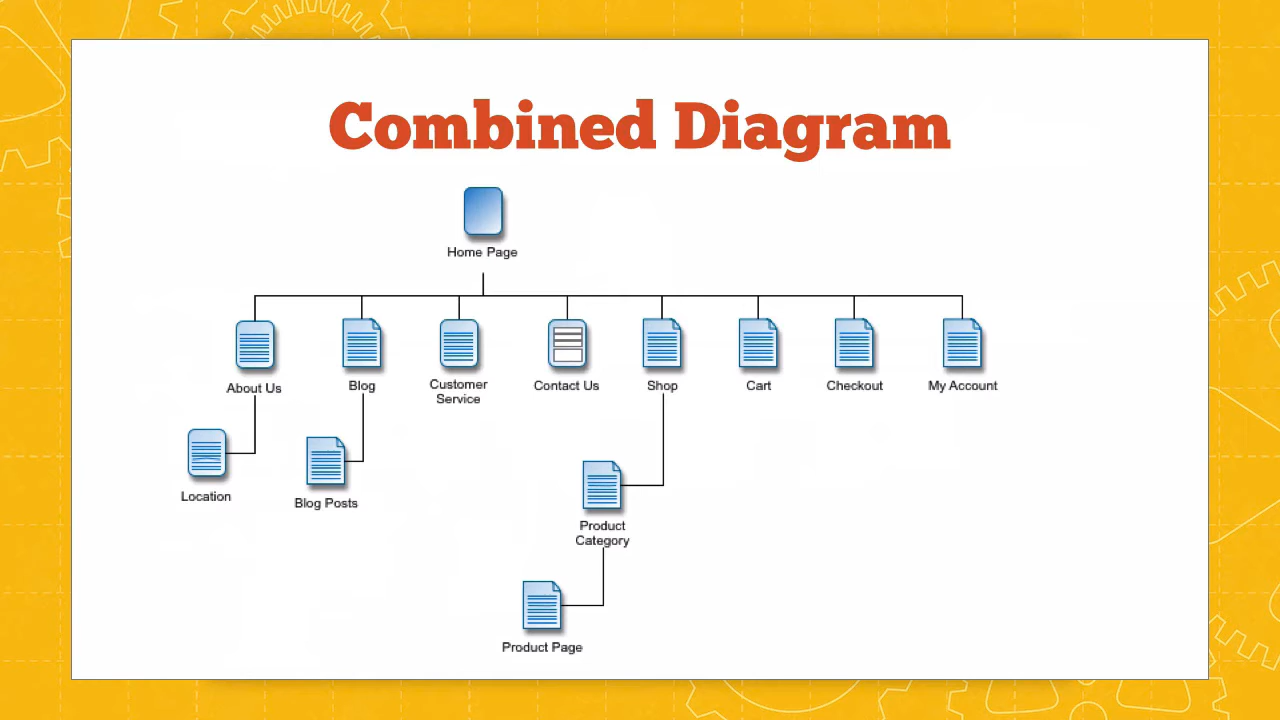 Combined Diagram
Home Page
About Us
Blog
Customer
Service
Contact Us
Shop
Cart
Checkout
My Account
Location
Blog Posts
Product
Category
Product Page